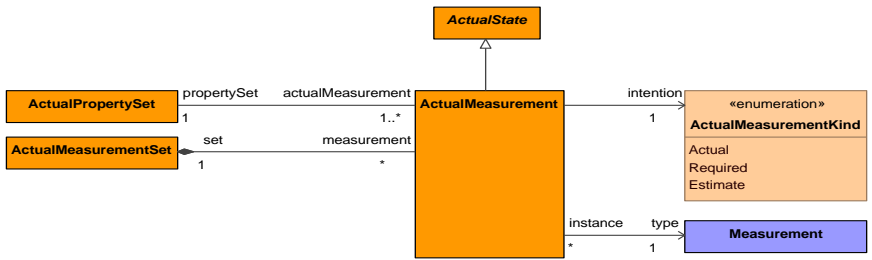 ActualState
propertySet actualMeasurement
ActualPropertySet
1 1..*
ActualMeasurement
intention
1
«enumeration»
ActualMeasurementKind
Actual
Required
Estimate
set measurement
ActualMeasurementSet
1 *
instance type
* 1
Measurement